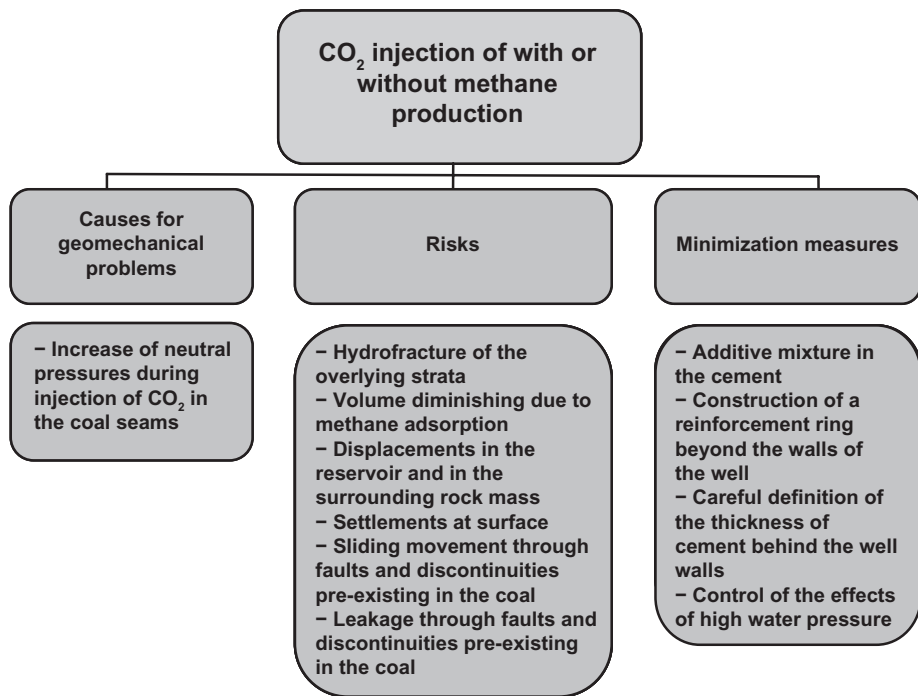 CO₂ injection of with or
without methane
production
Causes for
geomechanical
problems
Risks
Minimization measures
− Increase of neutral
pressures during
injection of CO₂ in
the coal seams
− Hydrofracture of the
overlying strata
− Volume diminishing due to
methane adsorption
− Displacements in the
reservoir and in the
surrounding rock mass
− Settlements at surface
− Sliding movement through
faults and discontinuities
pre-existing in the coal
− Leakage through faults and
discontinuities pre-existing
in the coal
− Additive mixture in
the cement
− Construction of a
reinforcement ring
beyond the walls of
the well
− Careful definition of
the thickness of
cement behind the well
walls
− Control of the effects
of high water pressure